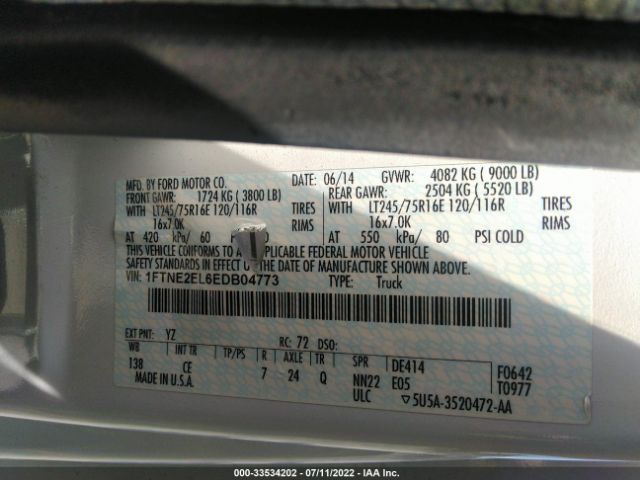 MFD. BY FORD MOTOR CO. DATE: 06/14 GVWR: 4082 KG ( 9000 LB)
FRONT GAWR: 1724 KG ( 3800 LB) REAR GAWR: 2504 KG ( 5520 LB)
WITH LT245/75R16E 120/116R TIRES WITH LT245/75R16E 120/116R TIRES
16x7.0K RIMS 16x7.0K RIMS
AT 420 kPa/ 60 AT 550 kPa/ 80 PSI COLD
THIS VEHICLE CONFORMS TO ALL APPLICABLE FEDERAL MOTOR VEHICLE
SAFETY STANDARDS IN EFFECT ON THE DATE OF MANUFACTURE SHOWN ABOVE.
VIN: 1FTNE2EL6EDB04773 TYPE: Truck
EXT PNT: YZ RC: 72 DSO:
WB INT TR TP/PS R AXLE TR SPR DE414 F0642
138 CE 7 24 Q NN22 E05 T0977
MADE IN U.S.A. ULC ▽5U5A-3520472-AA
000-33534202 - 07/11/2022 - IAA Inc.